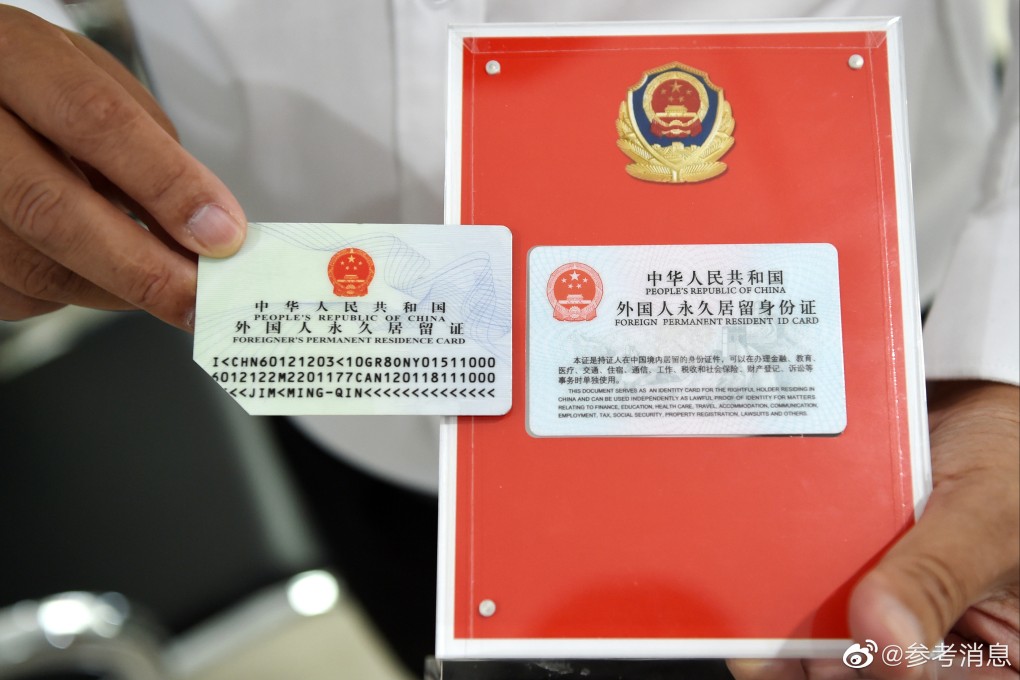 中华人民共和国
PEOPLE'S REPUBLIC OF CHINA
外国人永久居留证
FOREIGNER'S PERMANENT RESIDENCE CARD
I<CHN60121203<10GR80NY01511000
6012122M2201177CAN120118111000
<<JIM<MING-QIN<<<<<<<<<<<<<<<
中华人民共和国
PEOPLE'S REPUBLIC OF CHINA
外国人永久居留身份证
FOREIGN PERMANENT RESIDENT ID CARD
本证是持证人在中国境内居留的身份证件，可以在办理金融、教育、
医疗、交通、住宿、通信、工作、税收和社会保险、财产登记、诉讼等
事务时单独使用。
THIS DOCUMENT SERVES AS AN IDENTITY CARD FOR THE RIGHTFUL HOLDER RESIDING IN
CHINA AND CAN BE USED INDEPENDENTLY AS LAWFUL PROOF OF IDENTITY FOR MATTERS
RELATING TO FINANCE, EDUCATION, HEALTH CARE, TRAVEL, ACCOMMODATION, COMMUNICATION,
EMPLOYMENT, TAX, SOCIAL SECURITY, PROPERTY REGISTRATION, LAWSUITS AND OTHERS.
@参考消息